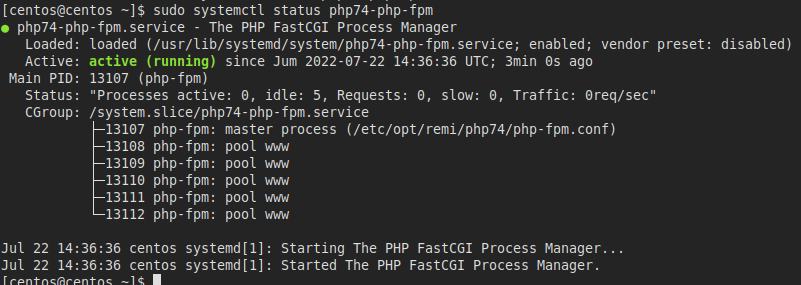 [centos@centos ~]$ sudo systemctl status php74-php-fpm
● php74-php-fpm.service - The PHP FastCGI Process Manager
   Loaded: loaded (/usr/lib/systemd/system/php74-php-fpm.service; enabled; vendor preset: disabled)
   Active: active (running) since Jum 2022-07-22 14:36:36 UTC; 3min 0s ago
 Main PID: 13107 (php-fpm)
   Status: "Processes active: 0, idle: 5, Requests: 0, slow: 0, Traffic: 0req/sec"
   CGroup: /system.slice/php74-php-fpm.service
           ├─13107 php-fpm: master process (/etc/opt/remi/php74/php-fpm.conf)
           ├─13108 php-fpm: pool www
           ├─13109 php-fpm: pool www
           ├─13110 php-fpm: pool www
           ├─13111 php-fpm: pool www
           └─13112 php-fpm: pool www

Jul 22 14:36:36 centos systemd[1]: Starting The PHP FastCGI Process Manager...
Jul 22 14:36:36 centos systemd[1]: Started The PHP FastCGI Process Manager.
[centos@centos ~]$